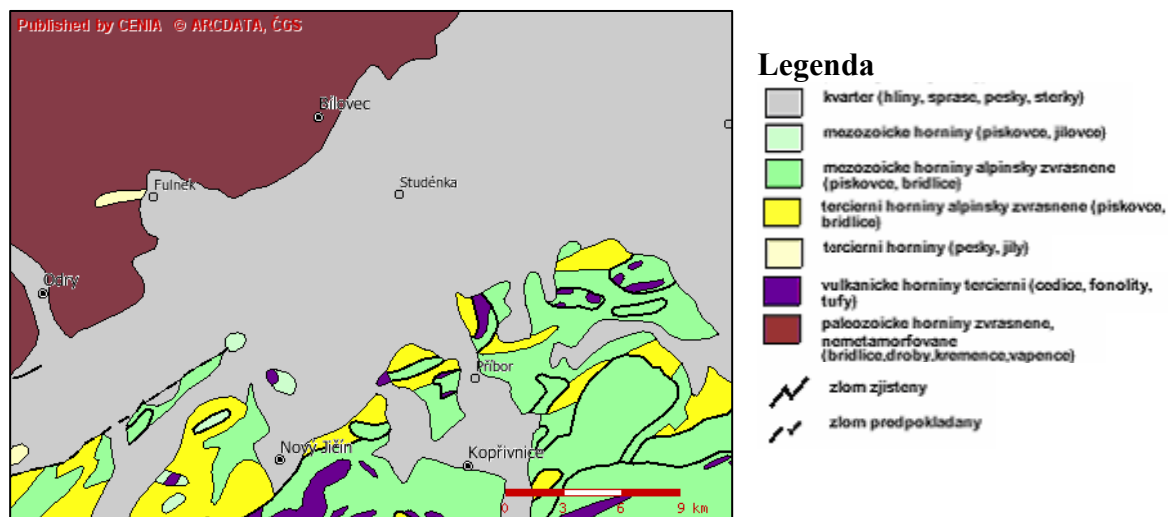 Published by CENIA © ARCDATA, ČGS
Bílovec
Fulnek
Studénka
Odry
Příbor
Nový Jičín
Kopřivnice
0 3 6 9 km
Legenda
kvarter (hliny, sprase, pesky, sterky)
mezozoicke horniny (piskovce, jilovce)
mezozoicke horniny alpinsky zvrasnene
(piskovce, bridlice)
tercierni horniny alpinsky zvrasnene (piskovce,
bridlice)
tercierni horniny (pesky, jily)
vulkanicke horniny tercierni (cedice, fonolity,
tufy)
paleozoicke horniny zvrasnene,
nemetamorfovane
(bridlice,droby,kremence,vapence)
zlom zjisteny
zlom predpokladany